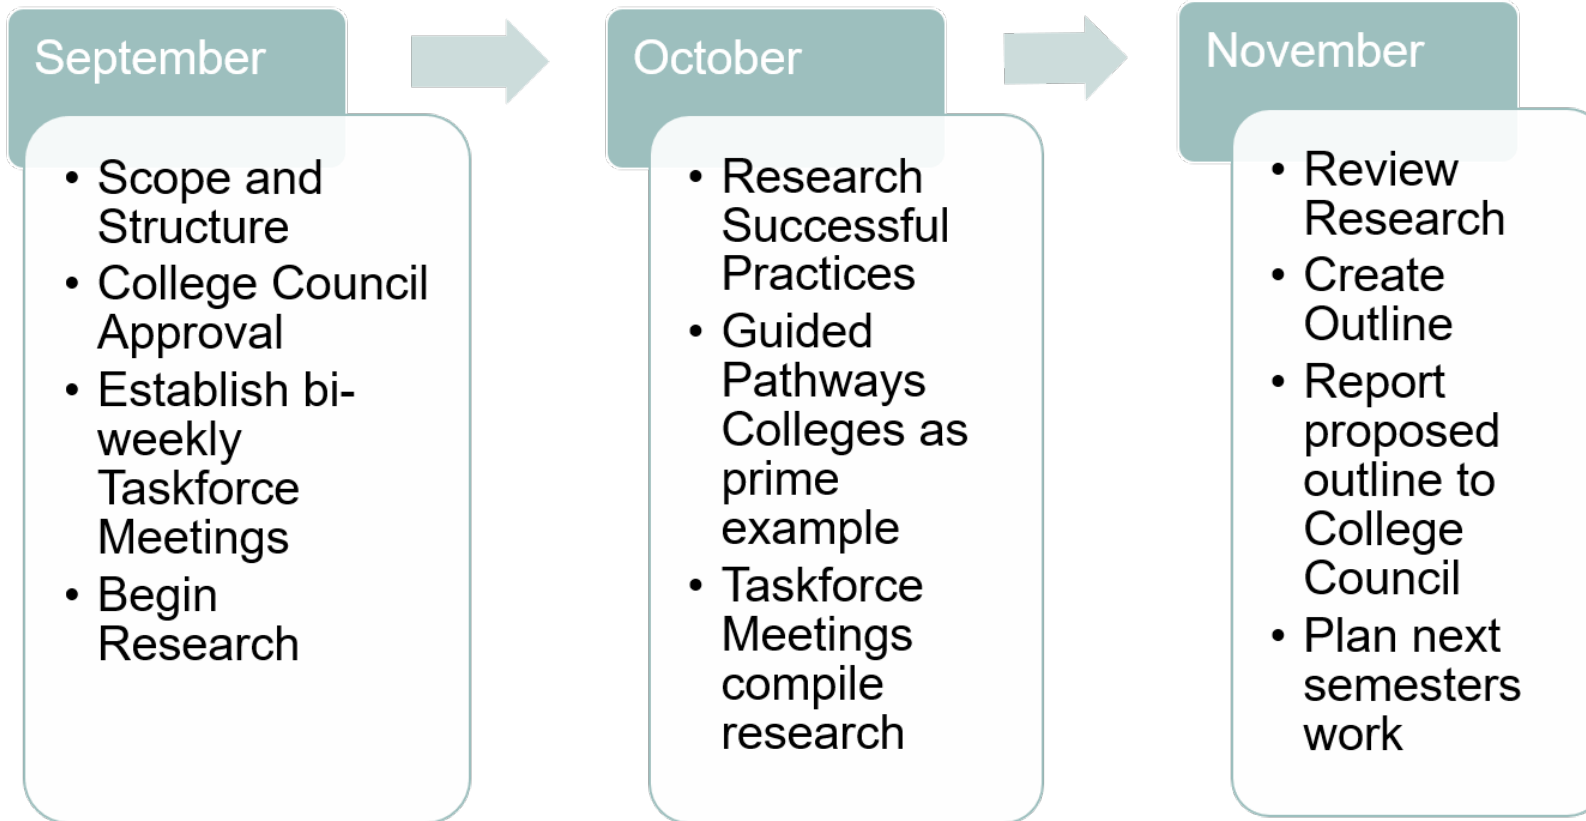 September
• Scope and
Structure
• College Council
Approval
• Establish bi-
weekly
Taskforce
Meetings
• Begin
Research
October
• Research
Successful
Practices
• Guided
Pathways
Colleges as
prime
example
• Taskforce
Meetings
compile
research
November
• Review
Research
• Create
Outline
• Report
proposed
outline to
College
Council
• Plan next
semesters
work